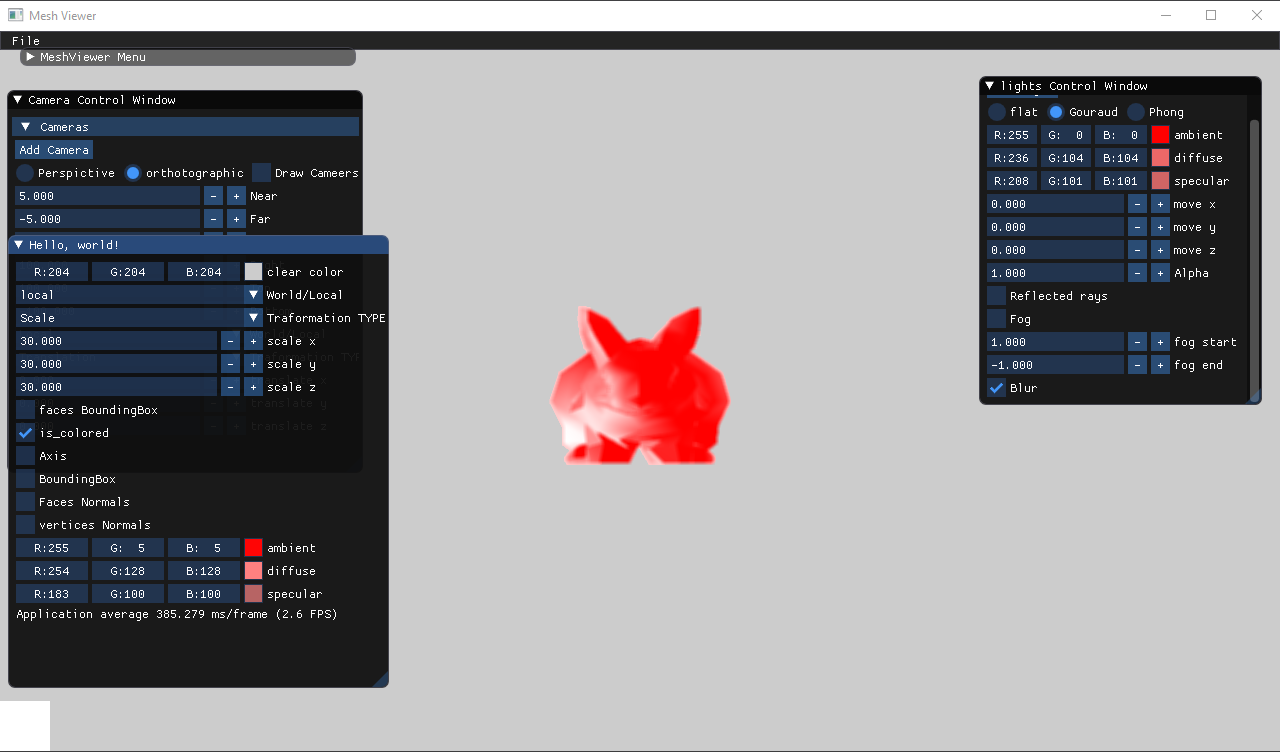 Mesh Viewer
File
MeshViewer Menu
Camera Control Window
Cameras
Add Camera
Perspictive orthotographic Draw Cameers
5.000 - + Near
-5.000 - + Far
Hello, world!
R:204 G:204 B:204 clear color
local World/Local
Scale Traformation TYPE
30.000 - + scale x
30.000 - + scale y
30.000 - + scale z
faces BoundingBox
is_colored
Axis
BoundingBox
Faces Normals
vertices Normals
R:255 G: 5 B: 5 ambient
R:254 G:128 B:128 diffuse
R:183 G:100 B:100 specular
Application average 385.279 ms/frame (2.6 FPS)
translate y
translate z
lights Control Window
flat Gouraud Phong
R:255 G: 0 B: 0 ambient
R:236 G:104 B:104 diffuse
R:208 G:101 B:101 specular
0.000 - + move x
0.000 - + move y
0.000 - + move z
1.000 - + Alpha
Reflected rays
Fog
1.000 - + fog start
-1.000 - + fog end
Blur